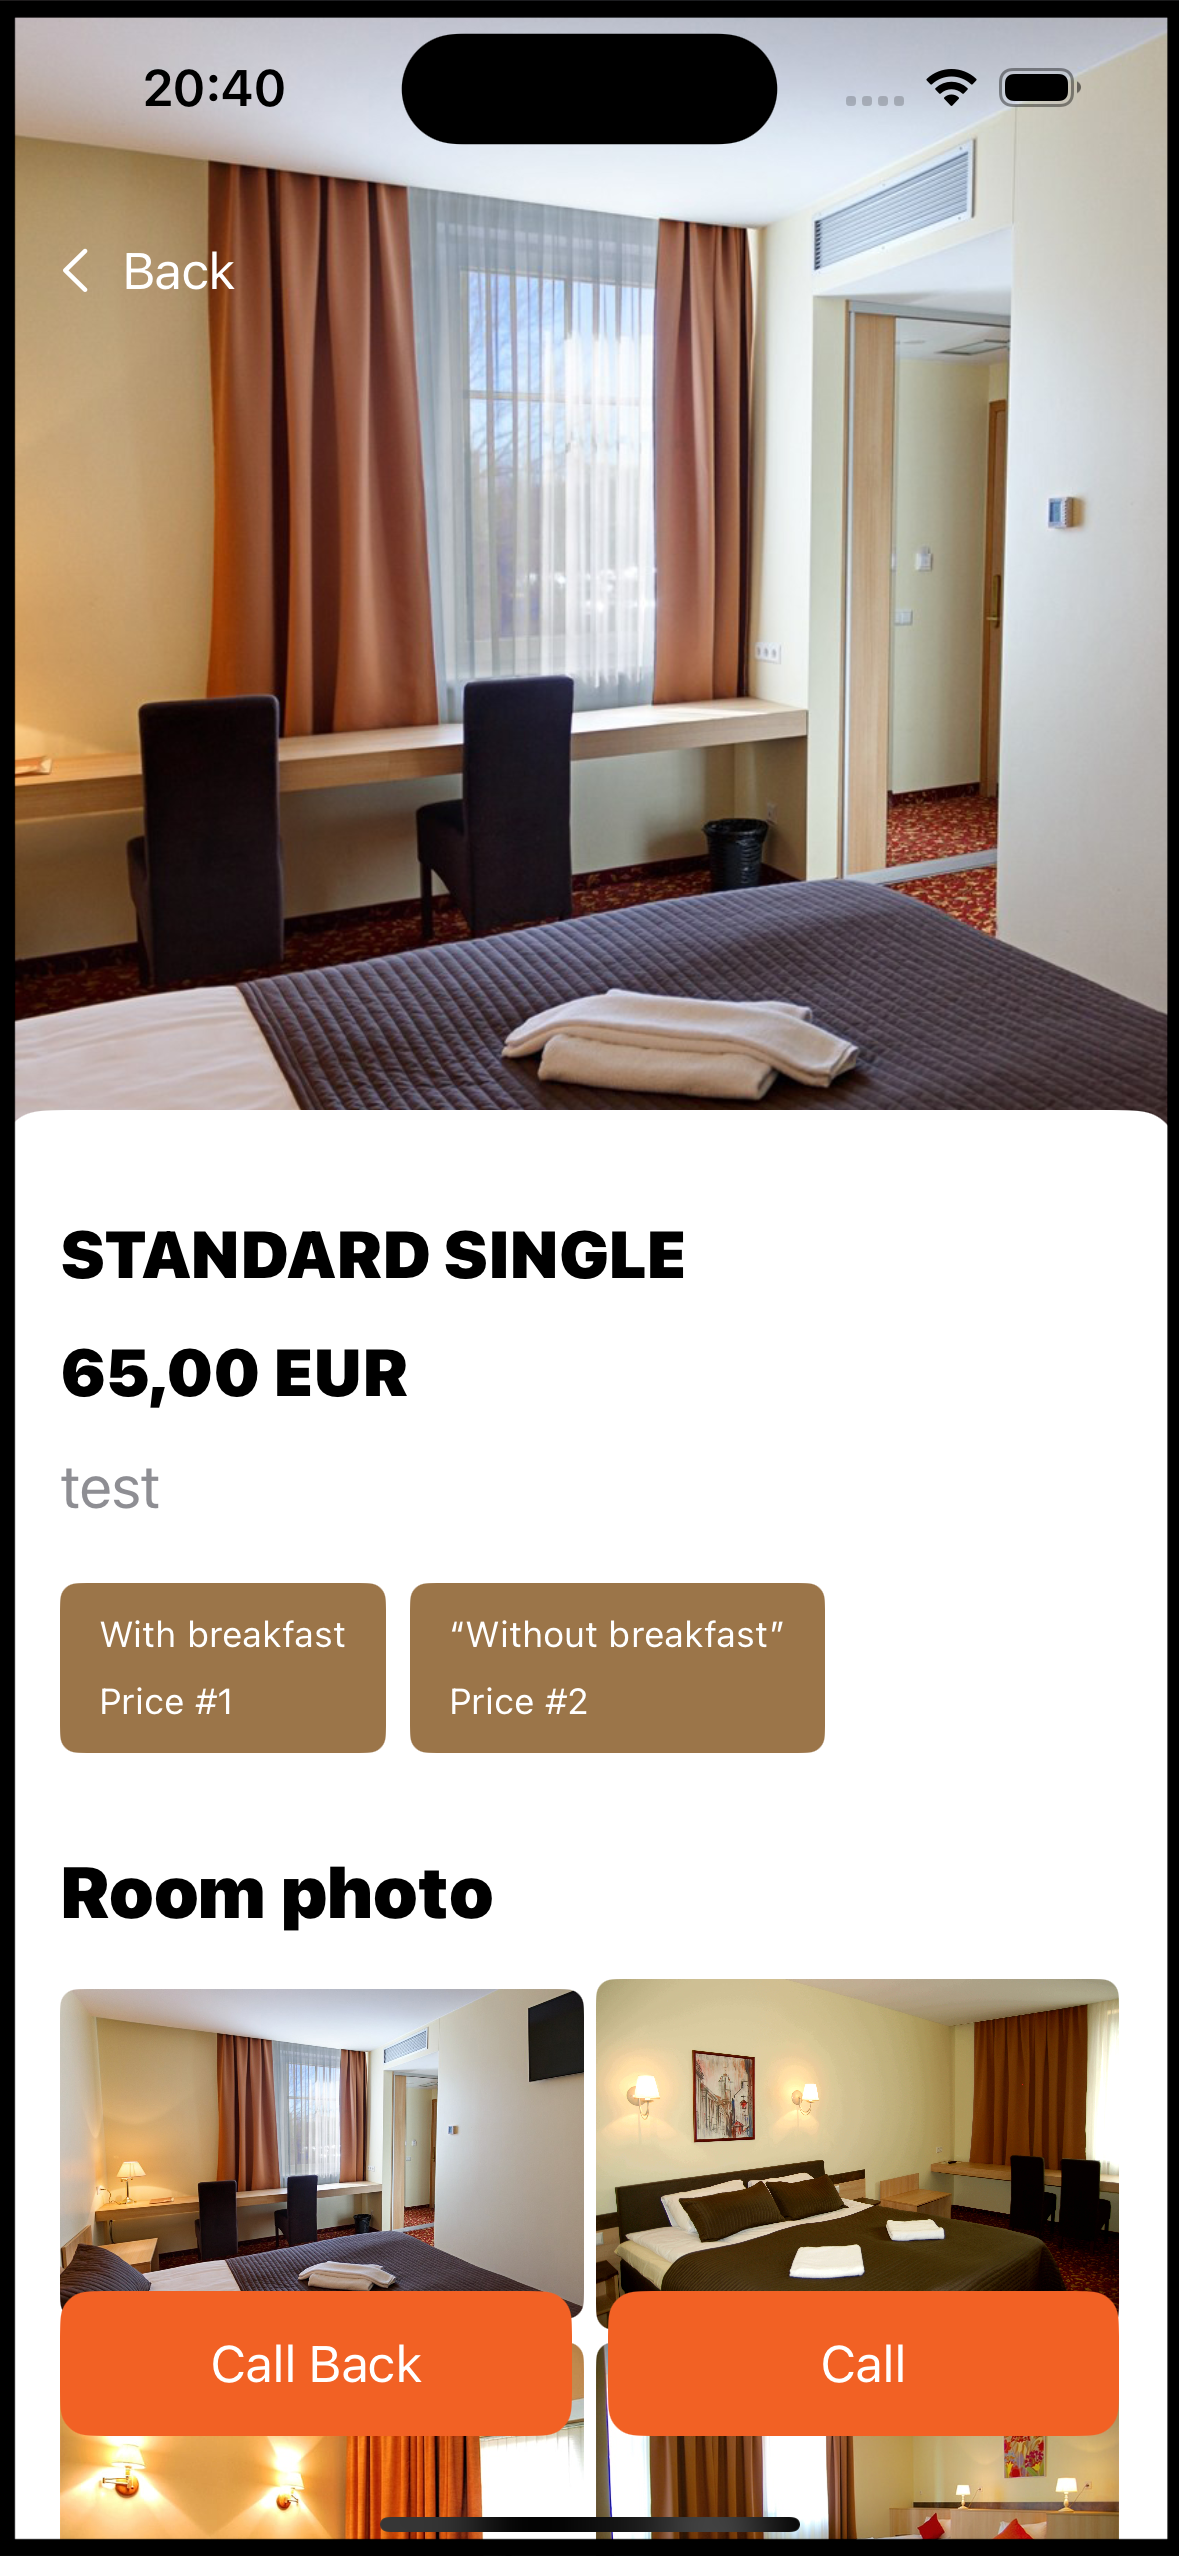 20:40
Back
STANDARD SINGLE
65,00 EUR
test
With breakfast
Price #1
“Without breakfast”
Price #2
Room photo
Call Back
Call